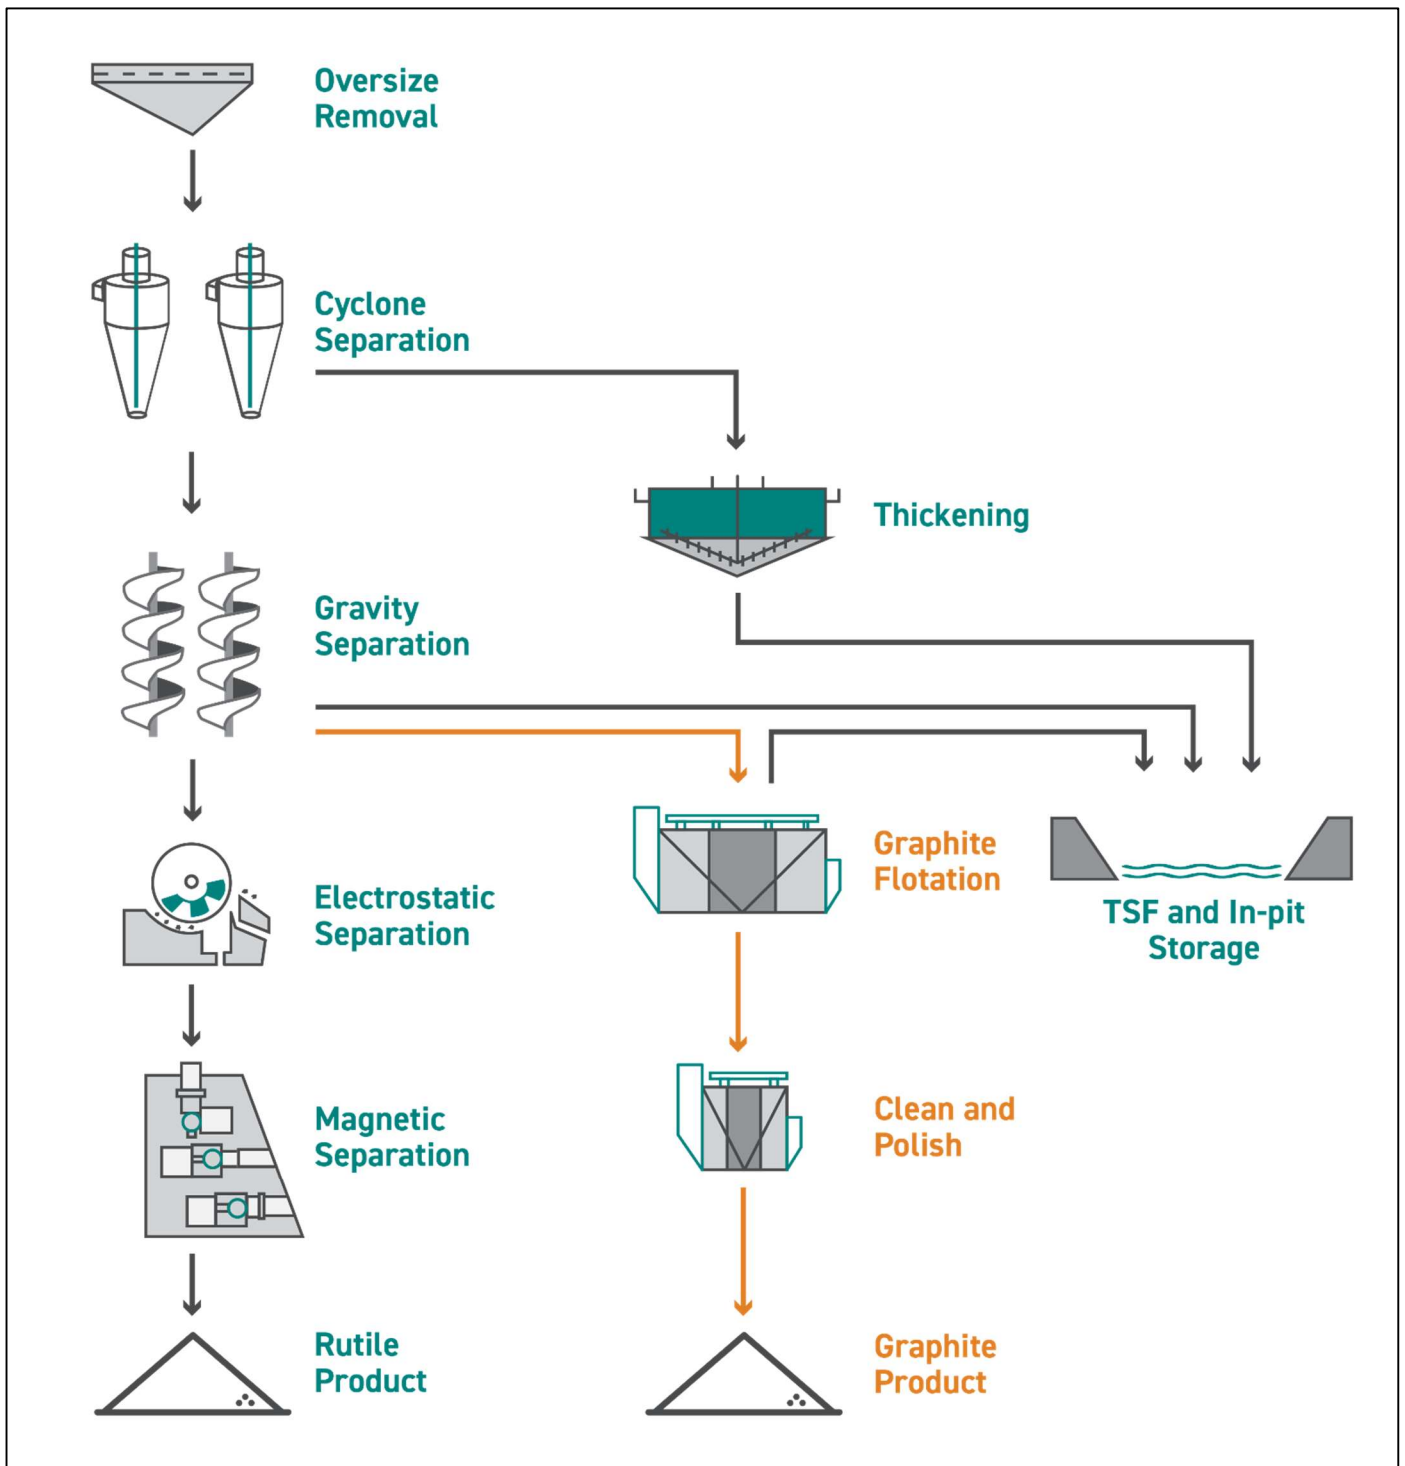 Oversize
Removal
Cyclone
Separation
Thickening
Gravity
Separation
Graphite
Flotation
TSF and In-pit
Storage
Electrostatic
Separation
Magnetic
Separation
Clean and
Polish
Rutile
Product
Graphite
Product